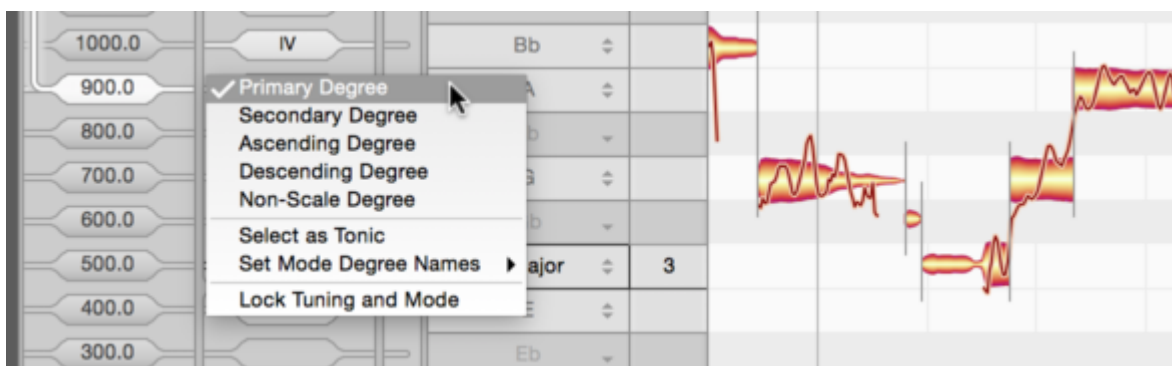 1000.0 IV Bb
900.0 Primary Degree A
Secondary Degree
800.0 Ascending Degree b
Descending Degree
700.0 G
Non-Scale Degree
600.0 b
Select as Tonic
500.0 Set Mode Degree Names ajor 3
Lock Tuning and Mode
400.0 E
300.0 Eb